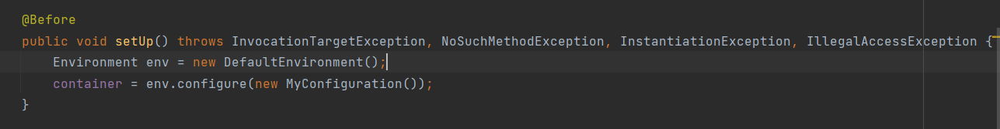 @Before
public void setUp() throws InvocationTargetException, NoSuchMethodException, InstantiationException, IllegalAccessException {
    Environment env = new DefaultEnvironment();
    container = env.configure(new MyConfiguration());
}